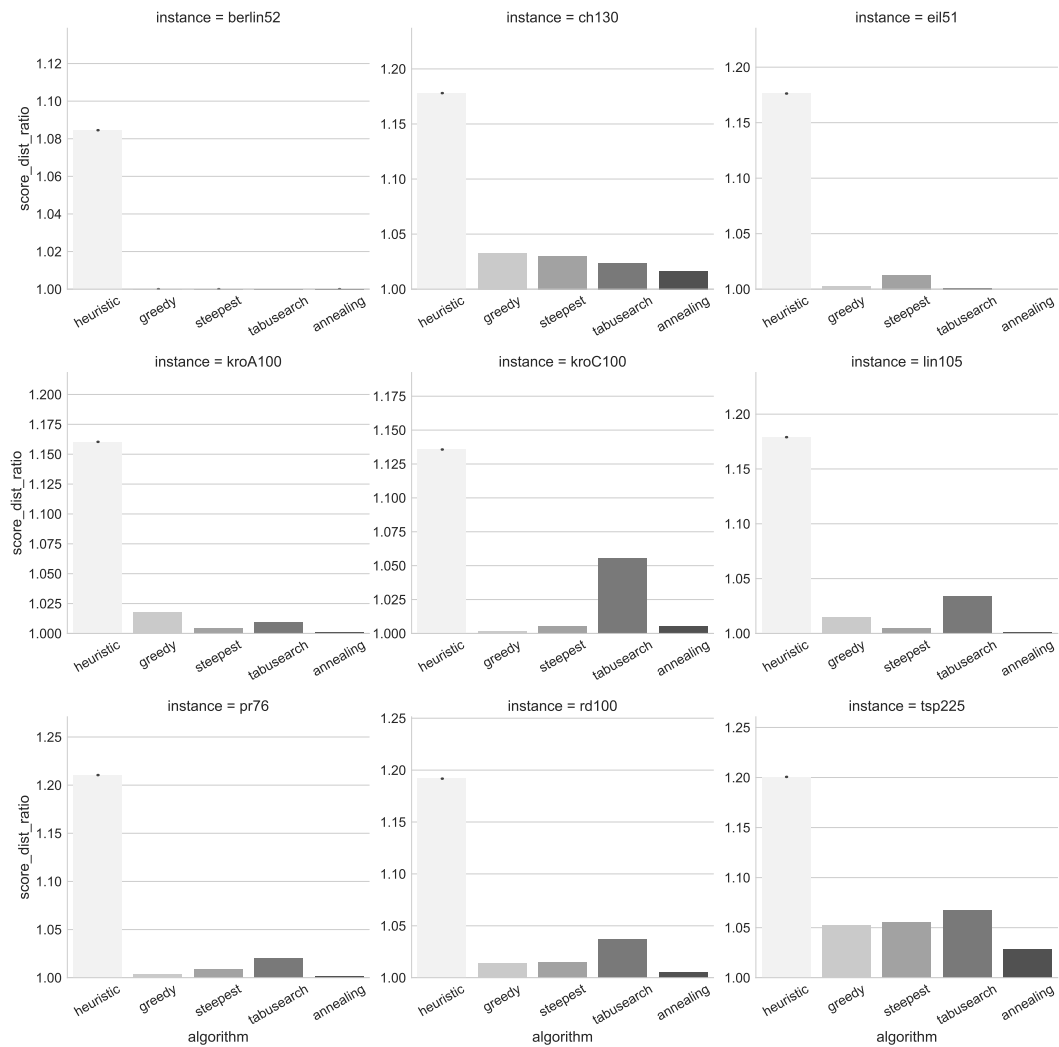 instance = berlin52
instance = ch130
instance = eil51
1.12
1.10
1.08
1.06
1.04
1.02
1.00
score_dist_ratio
heuristic
greedy
steepest
tabusearch
annealing
1.20
1.15
1.10
1.05
1.00
heuristic
greedy
steepest
tabusearch
annealing
1.20
1.15
1.10
1.05
1.00
heuristic
greedy
steepest
tabusearch
annealing
instance = kroA100
instance = kroC100
instance = lin105
1.200
1.175
1.150
1.125
1.100
1.075
1.050
1.025
1.000
score_dist_ratio
heuristic
greedy
steepest
tabusearch
annealing
1.175
1.150
1.125
1.100
1.075
1.050
1.025
1.000
heuristic
greedy
steepest
tabusearch
annealing
1.20
1.15
1.10
1.05
1.00
heuristic
greedy
steepest
tabusearch
annealing
instance = pr76
instance = rd100
instance = tsp225
1.25
1.20
1.15
1.10
1.05
1.00
score_dist_ratio
heuristic
greedy
steepest
tabusearch
annealing
algorithm
1.25
1.20
1.15
1.10
1.05
1.00
heuristic
greedy
steepest
tabusearch
annealing
algorithm
1.25
1.20
1.15
1.10
1.05
1.00
heuristic
greedy
steepest
tabusearch
annealing
algorithm